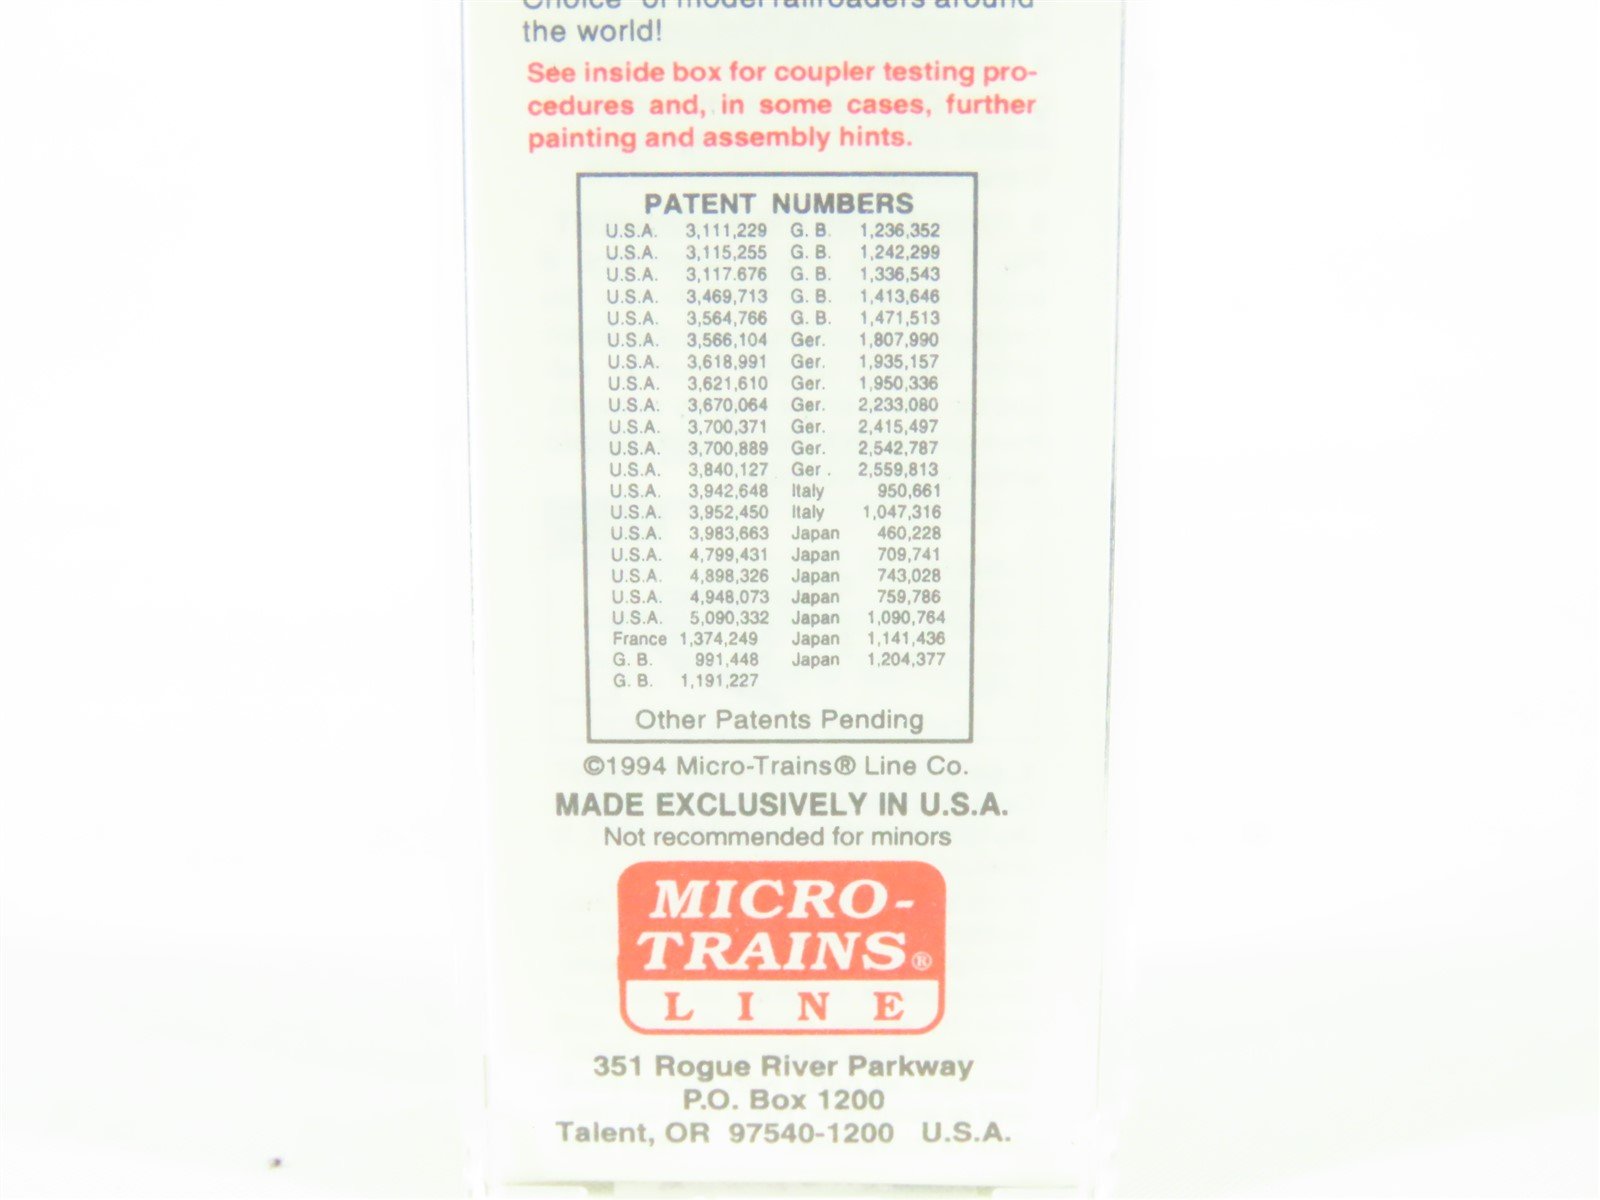 Choice" of model railroaders around
the world!
See inside box for coupler testing pro-
cedures and, in some cases, further
painting and assembly hints.
PATENT NUMBERS
U.S.A. 3,111,229 G. B. 1,236,352
U.S.A. 3,115,255 G. B. 1,242,299
U.S.A. 3,117.676 G. B. 1,336,543
U.S.A. 3,469,713 G. B. 1,413,646
U.S.A. 3,564,766 G. B. 1,471,513
U.S.A. 3,566,104 Ger. 1,807,990
U.S.A. 3,618,991 Ger. 1,935,157
U.S.A. 3,621,610 Ger. 1,950,336
U.S.A. 3,670,064 Ger. 2,233,080
U.S.A. 3,700,371 Ger. 2,415,497
U.S.A. 3,700,889 Ger. 2,542,787
U.S.A. 3,840,127 Ger . 2,559,813
U.S.A. 3,942,648 Italy 950,661
U.S.A. 3,952,450 Italy 1,047,316
U.S.A. 3,983,663 Japan 460,228
U.S.A. 4,799,431 Japan 709,741
U.S.A. 4,898,326 Japan 743,028
U.S.A. 4,948,073 Japan 759,786
U.S.A. 5,090,332 Japan 1,090,764
France 1,374,249 Japan 1,141,436
G. B. 991,448 Japan 1,204,377
G. B. 1,191,227
Other Patents Pending
©1994 Micro-Trains® Line Co.
MADE EXCLUSIVELY IN U.S.A.
Not recommended for minors
MICRO-
TRAINS®
LINE
351 Rogue River Parkway
P.O. Box 1200
Talent, OR 97540-1200 U.S.A.